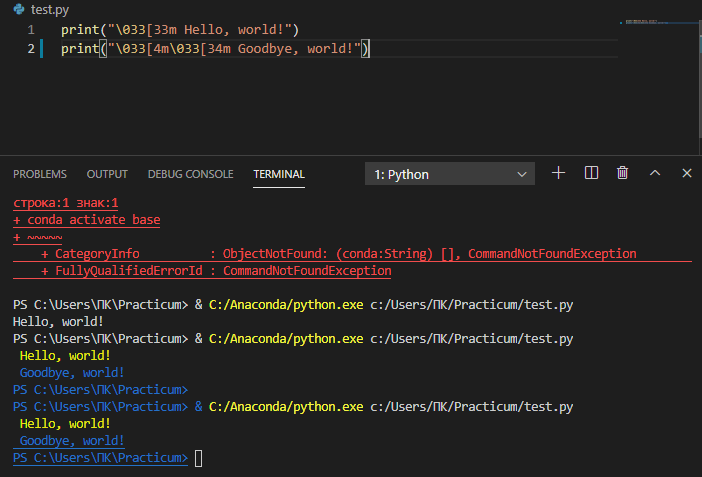 test.py
1 print("\033[33m Hello, world!")
2 print("\033[4m\033[34m Goodbye, world!")
PROBLEMS OUTPUT DEBUG CONSOLE TERMINAL 1: Python
строка:1 знак:1
+ conda activate base
+ ~~~~~
    + CategoryInfo          : ObjectNotFound: (conda:String) [], CommandNotFoundException
    + FullyQualifiedErrorId : CommandNotFoundException
PS C:\Users\ПК\Practicum> & C:/Anaconda/python.exe c:/Users/ПК/Practicum/test.py
Hello, world!
PS C:\Users\ПК\Practicum> & C:/Anaconda/python.exe c:/Users/ПК/Practicum/test.py
 Hello, world!
 Goodbye, world!
PS C:\Users\ПК\Practicum>
PS C:\Users\ПК\Practicum> & C:/Anaconda/python.exe c:/Users/ПК/Practicum/test.py
 Hello, world!
 Goodbye, world!
PS C:\Users\ПК\Practicum>